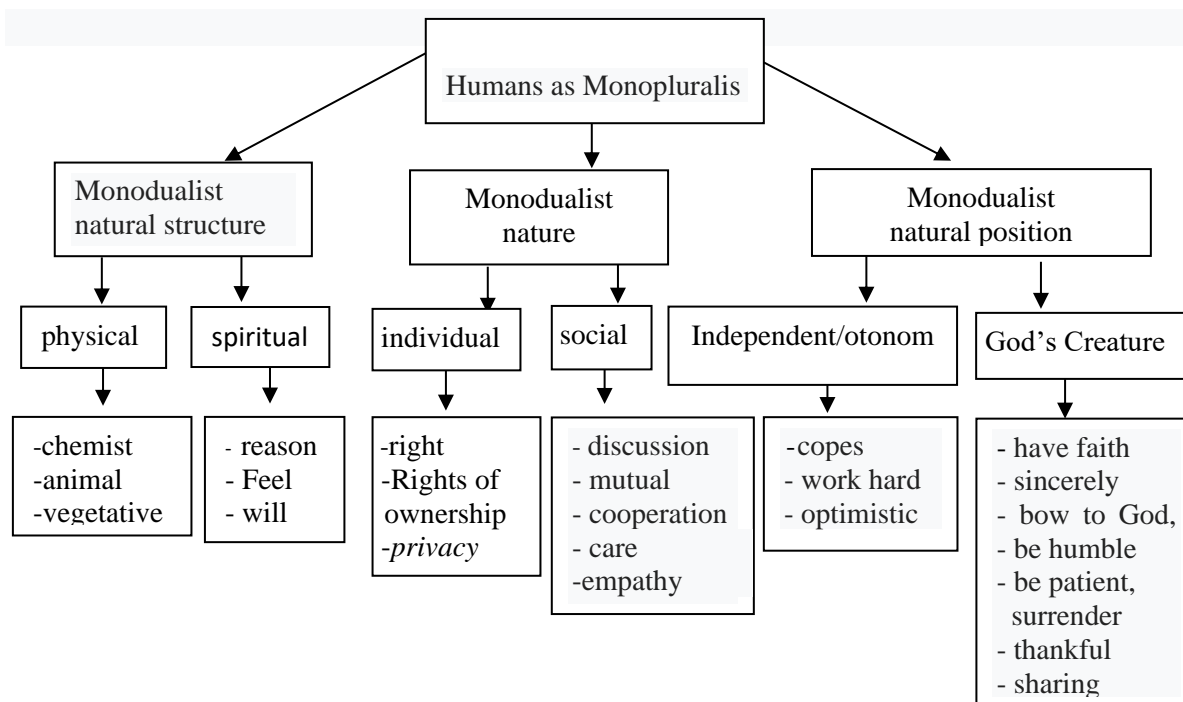 Humans as Monopluralis
Monodualist
natural structure
Monodualist
nature
Monodualist
natural position
physical
spiritual
individual
social
Independent/otonom
God's Creature
-chemist
-animal
-vegetative
- reason
- Feel
- will
-right
-Rights of
ownership
-privacy
- discussion
- mutual
- cooperation
- care
-empathy
-copes
- work hard
- optimistic
- have faith
- sincerely
- bow to God,
- be humble
- be patient,
surrender
- thankful
- sharing